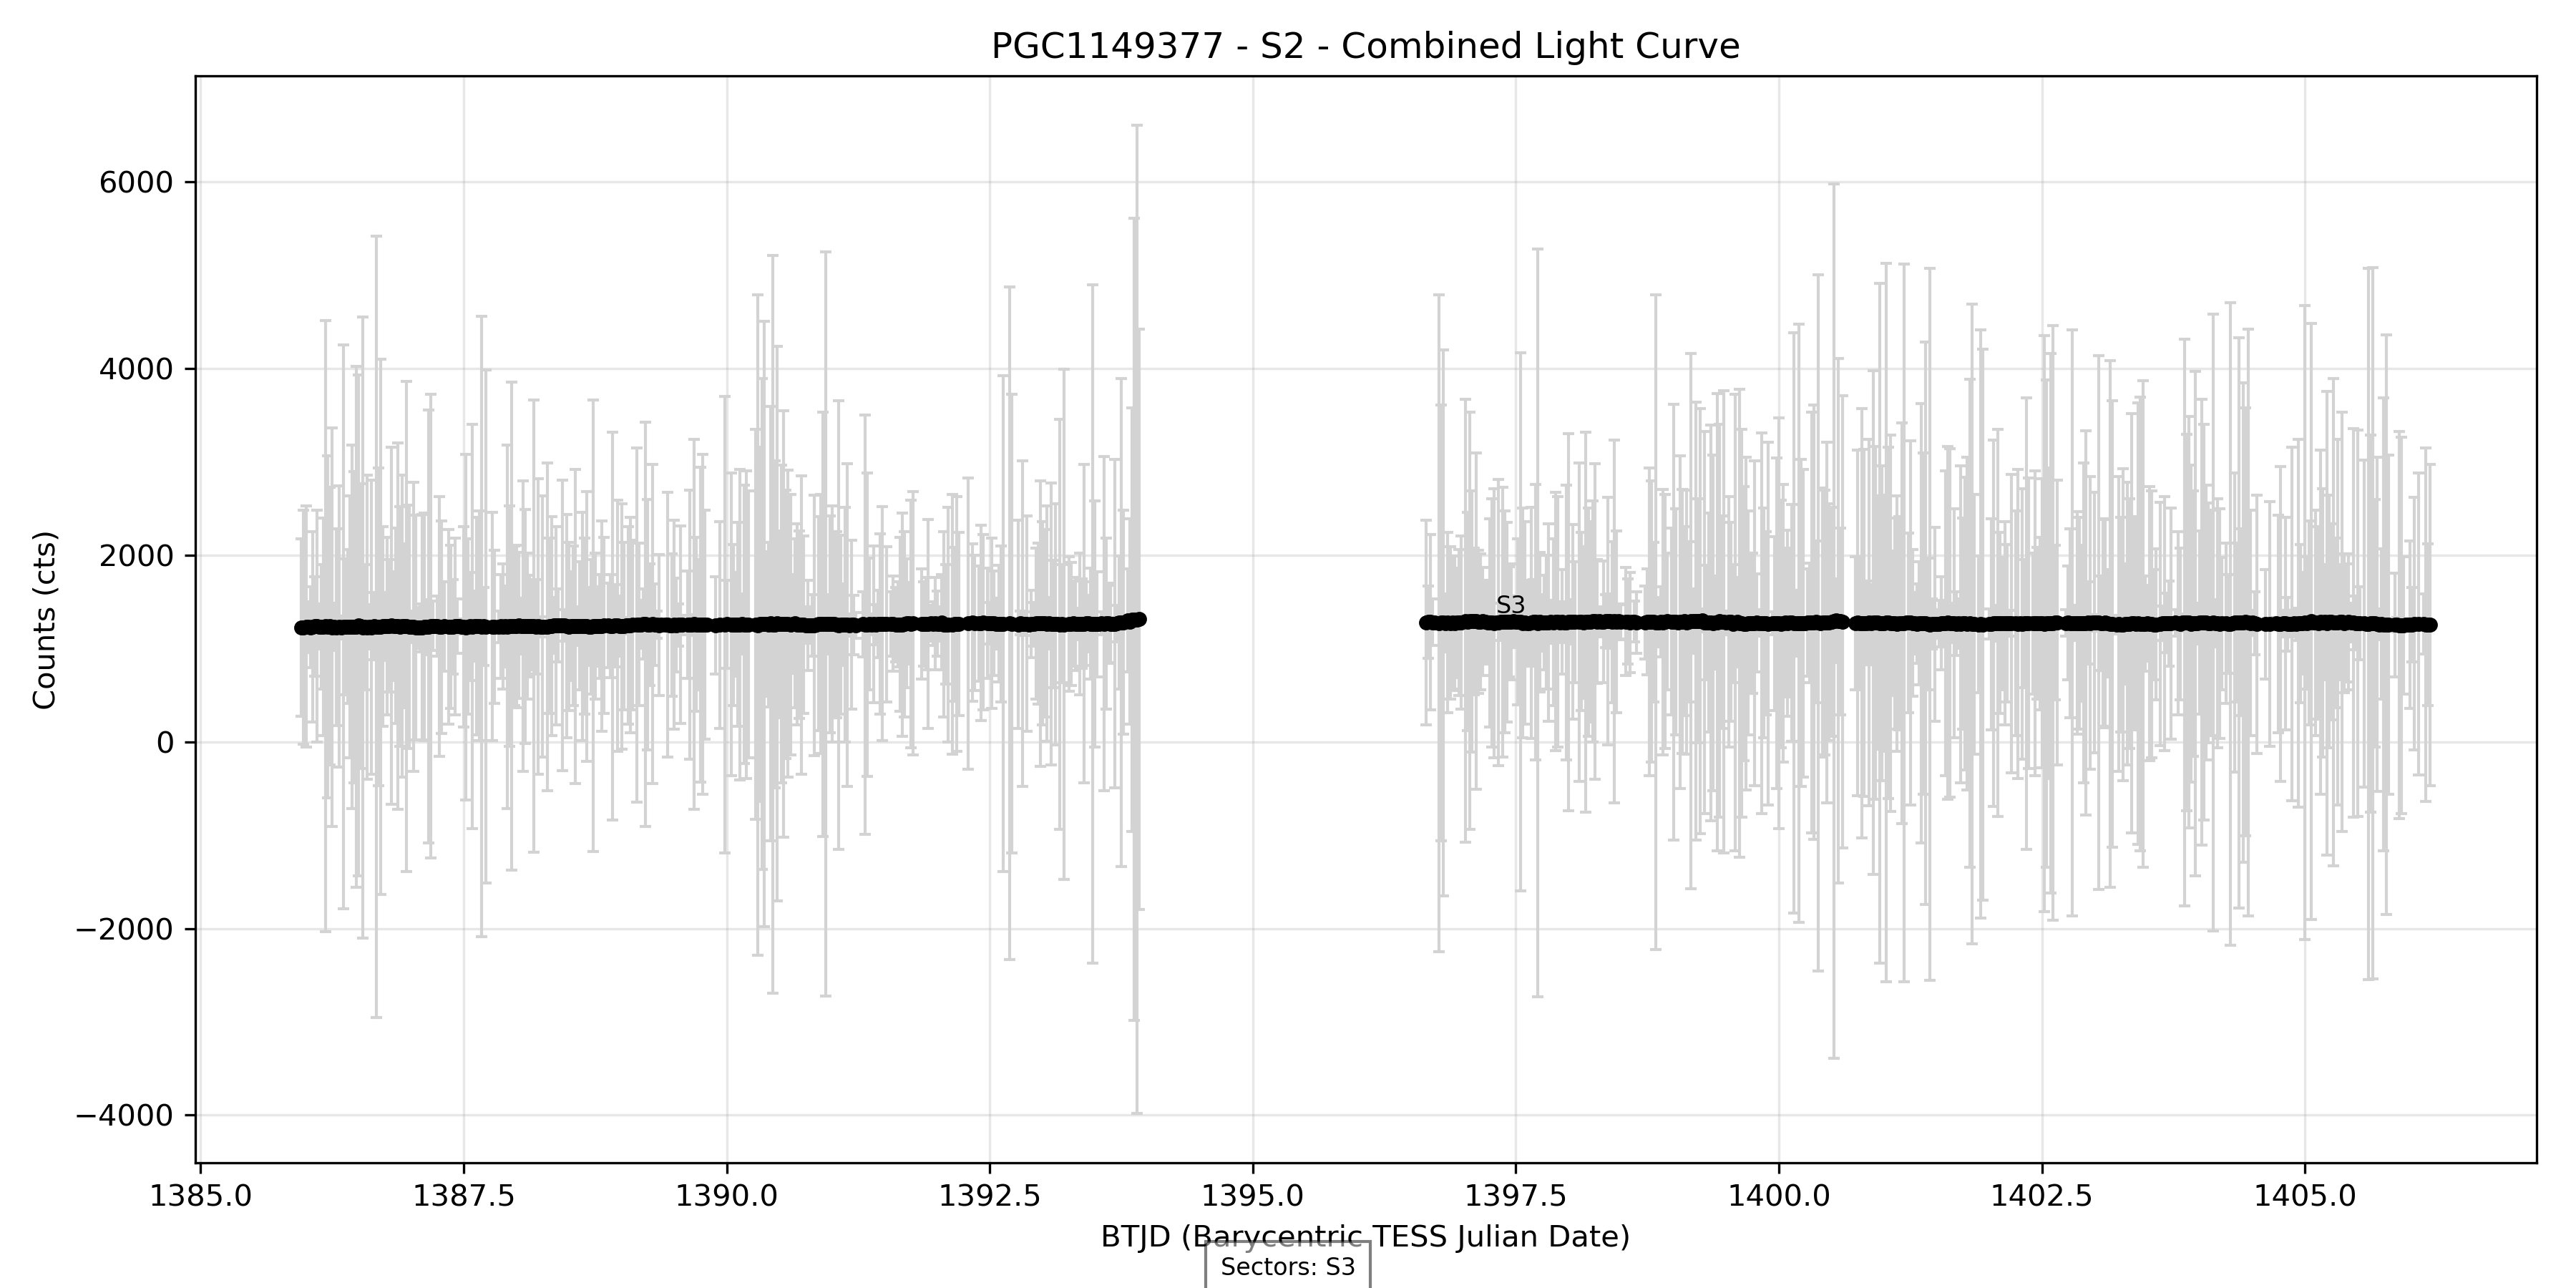 PGC1149377 - S2 - Combined Light Curve
Counts (cts)
6000
4000
2000
0
−2000
−4000
S3
1385.0 1387.5 1390.0 1392.5 1395.0 1397.5 1400.0 1402.5 1405.0
BTJD (Barycentric TESS Julian Date)
Sectors: S3